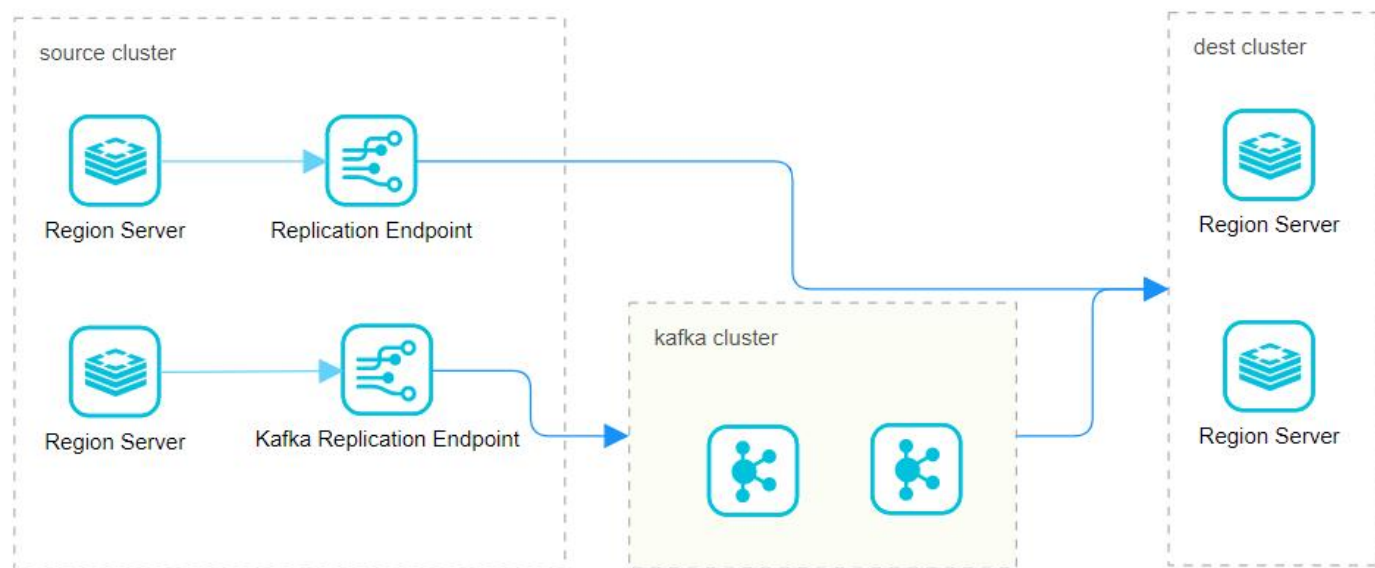 source cluster
dest cluster
Region Server
Replication Endpoint
Region Server
kafka cluster
Region Server
Kafka Replication Endpoint
Region Server